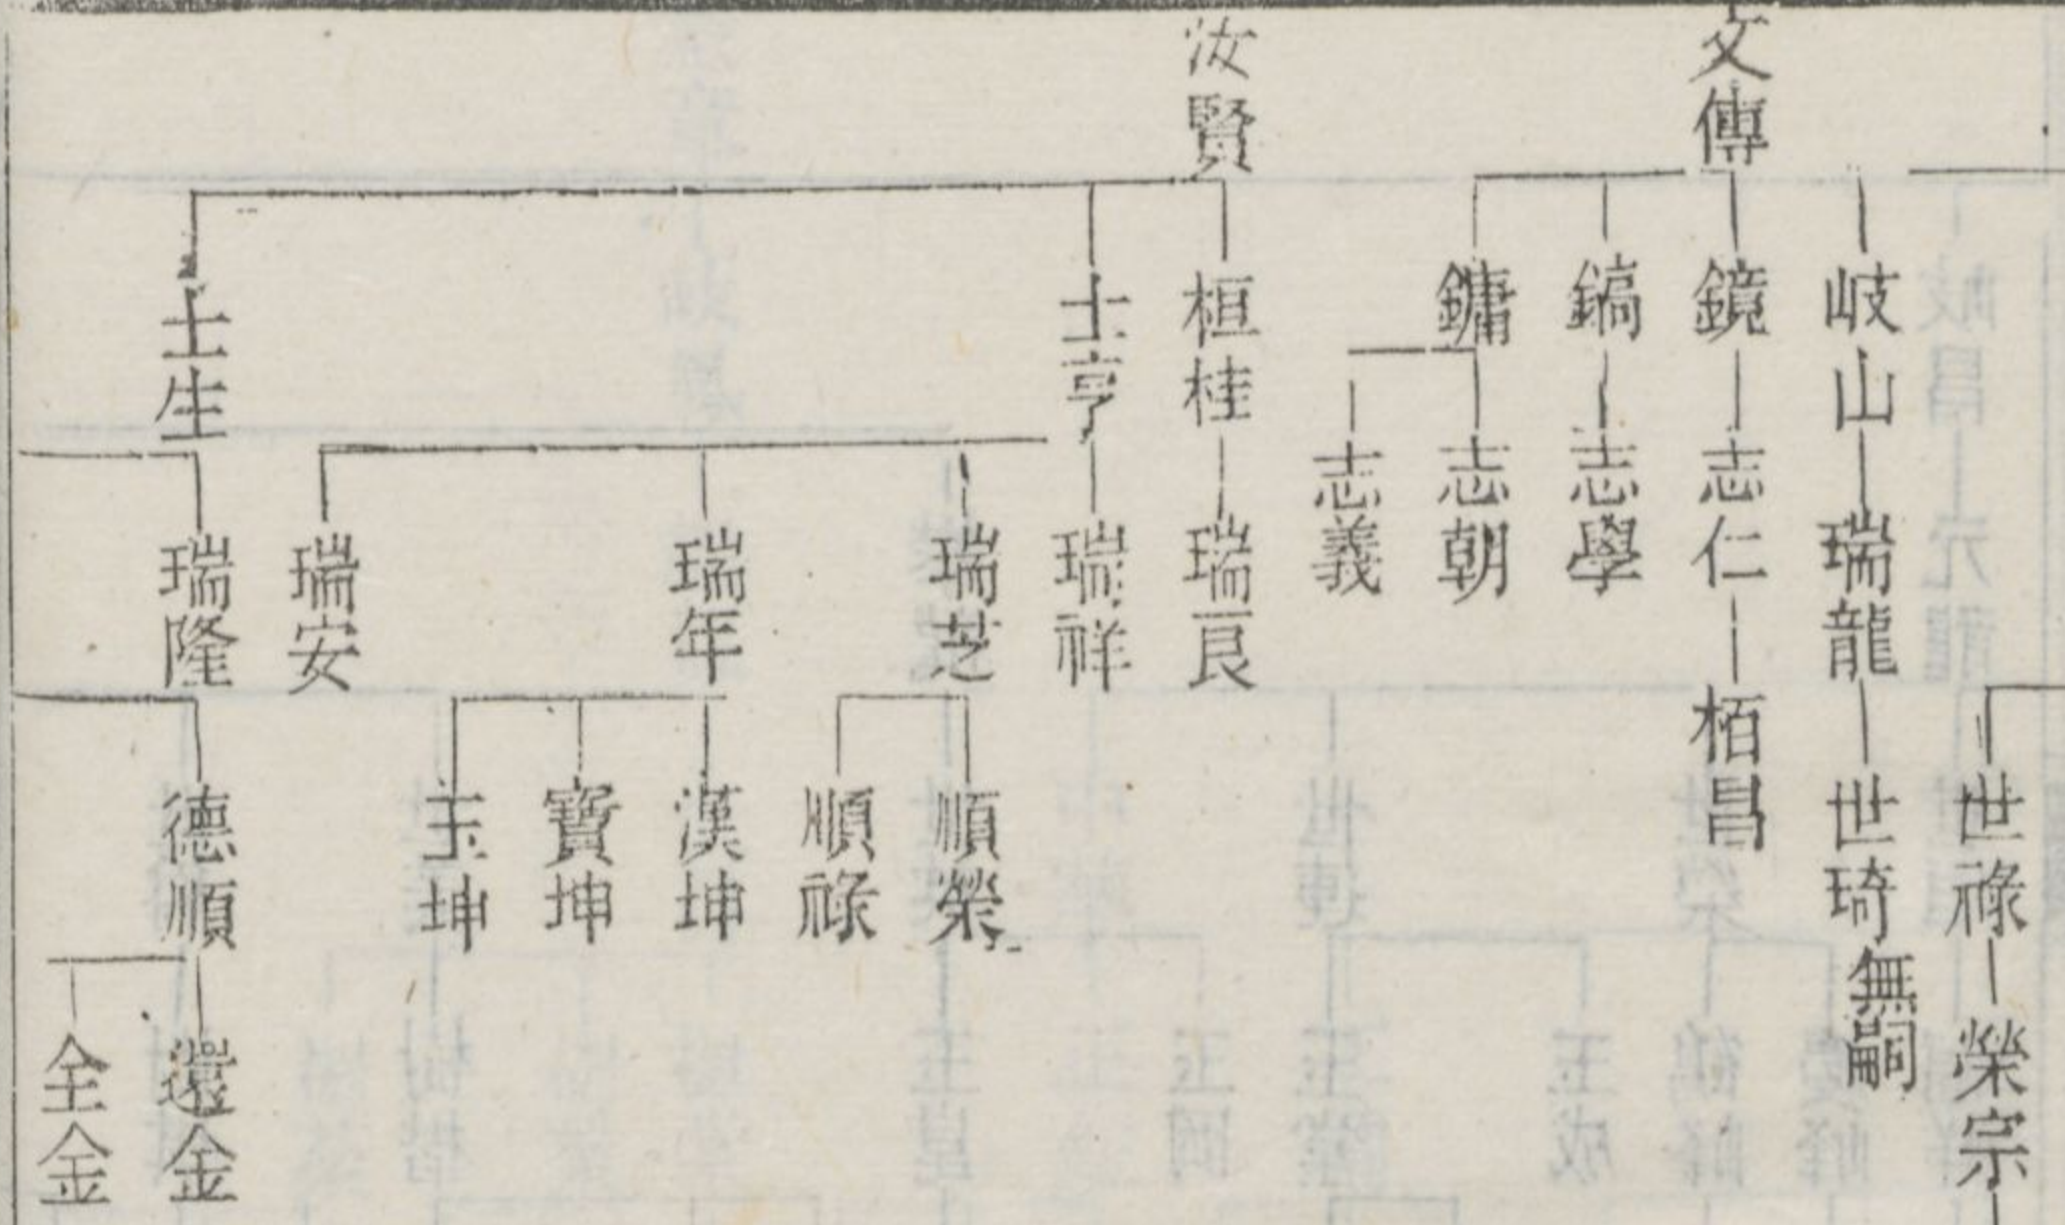 世祿
榮宗
岐山
瑞龍
世琦
無嗣
文傳
鏡
志仁
栢昌
鎬
志學
鏞
志朝
志義
汝賢
桓桂
瑞良
士亨
瑞祥
瑞芝
順榮
順祿
瑞年
漢坤
寶坤
玉坤
瑞安
士生
瑞隆
德順
還金
全金